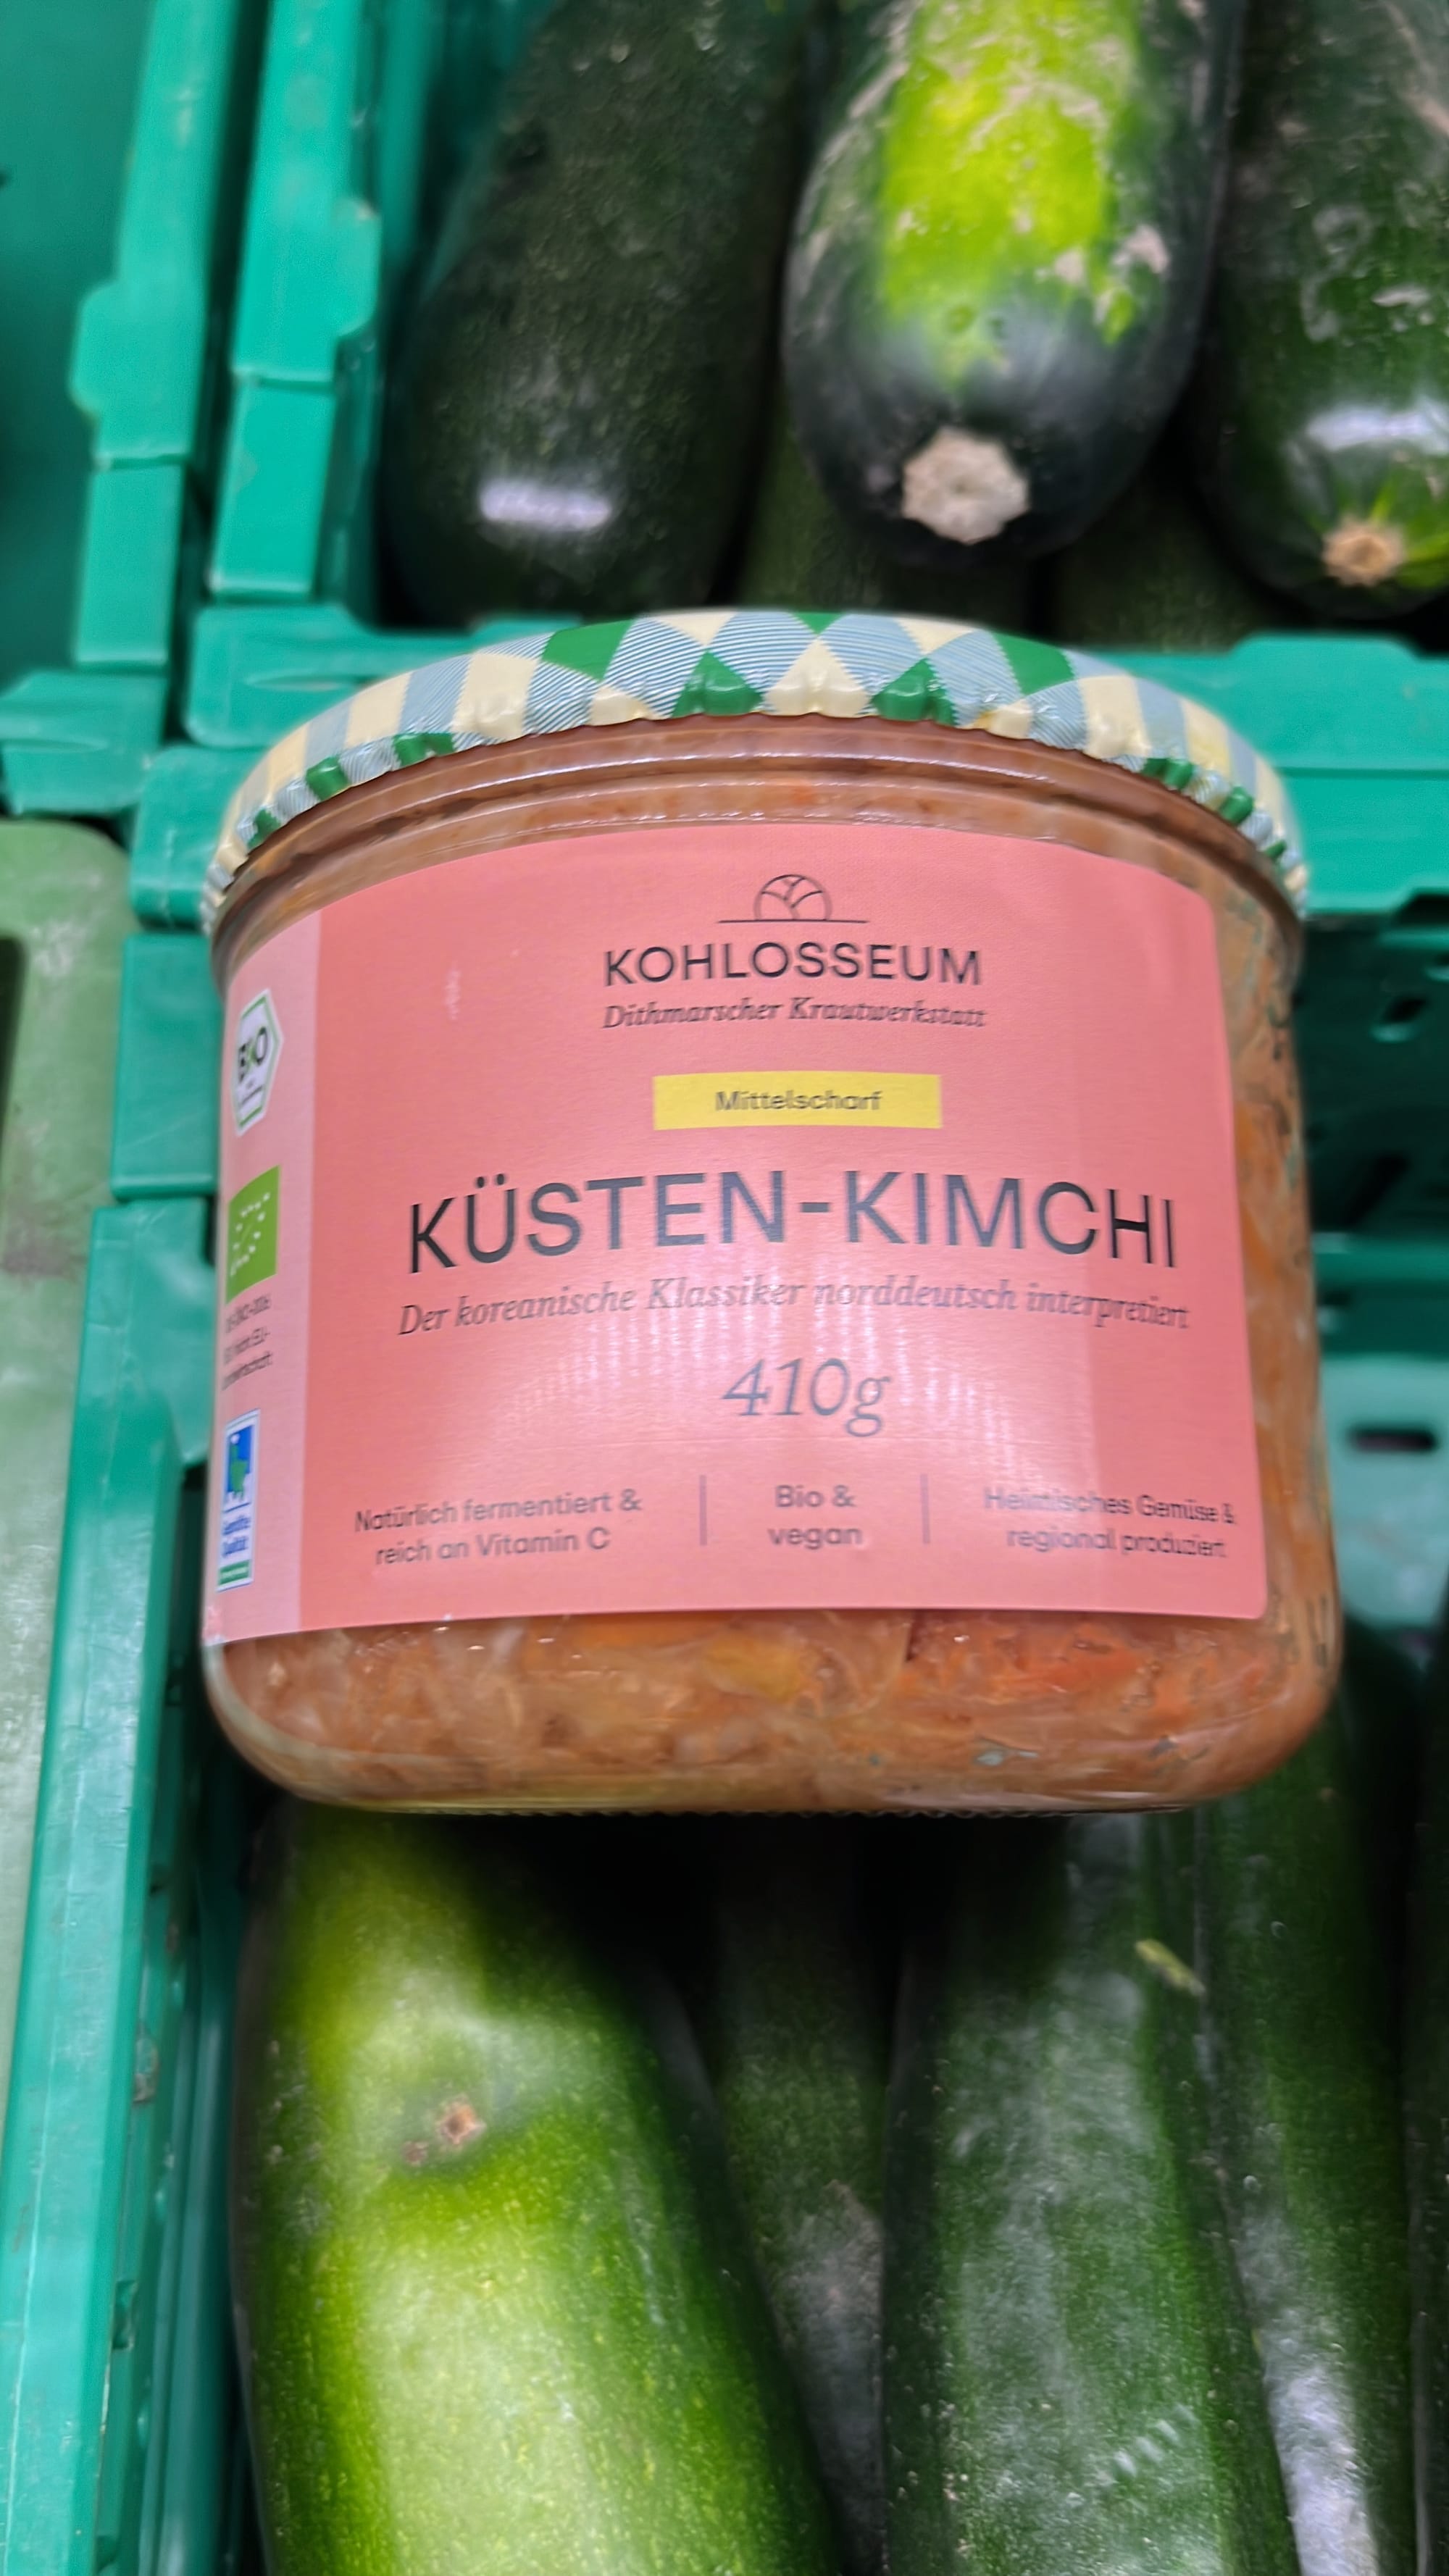 KOHLOSSEUM
Dithmarscher Krautwerkstatt
Mittelscharf
KÜSTEN-KIMCHI
Der koreanische Klassiker norddeutsch interpretiert
410g
Natürlich fermentiert &
reich an Vitamin C
Bio &
vegan
Heimisches Gemüse &
regional produziert
BIO